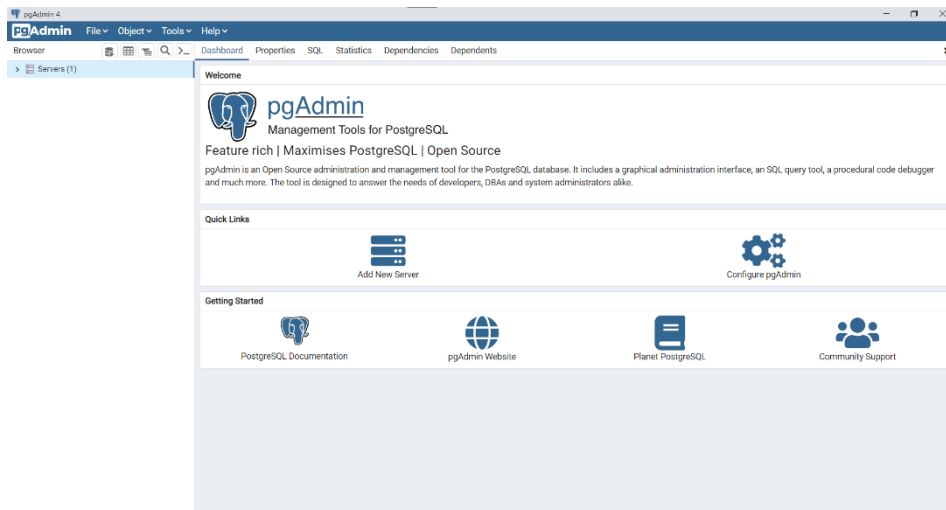 pgAdmin 4
pgAdmin File Object Tools Help
Browser Dashboard Properties SQL Statistics Dependencies Dependents
Servers (1)
Welcome
pgAdmin
Management Tools for PostgreSQL
Feature rich | Maximises PostgreSQL | Open Source
pgAdmin is an Open Source administration and management tool for the PostgreSQL database. It includes a graphical administration interface, an SQL query tool, a procedural code debugger
and much more. The tool is designed to answer the needs of developers, DBAs and system administrators alike.
Quick Links
Add New Server Configure pgAdmin
Getting Started
PostgreSQL Documentation pgAdmin Website Planet PostgreSQL Community Support